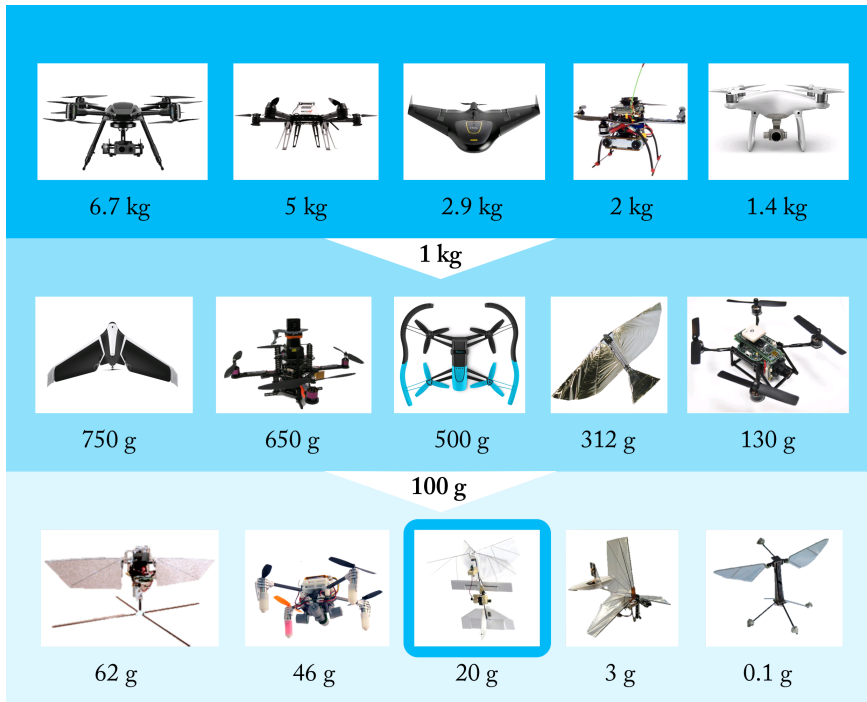 6.7 kg 5 kg 2.9 kg 2 kg 1.4 kg
1 kg
750 g 650 g 500 g 312 g 130 g
100 g
62 g 46 g 20 g 3 g 0.1 g